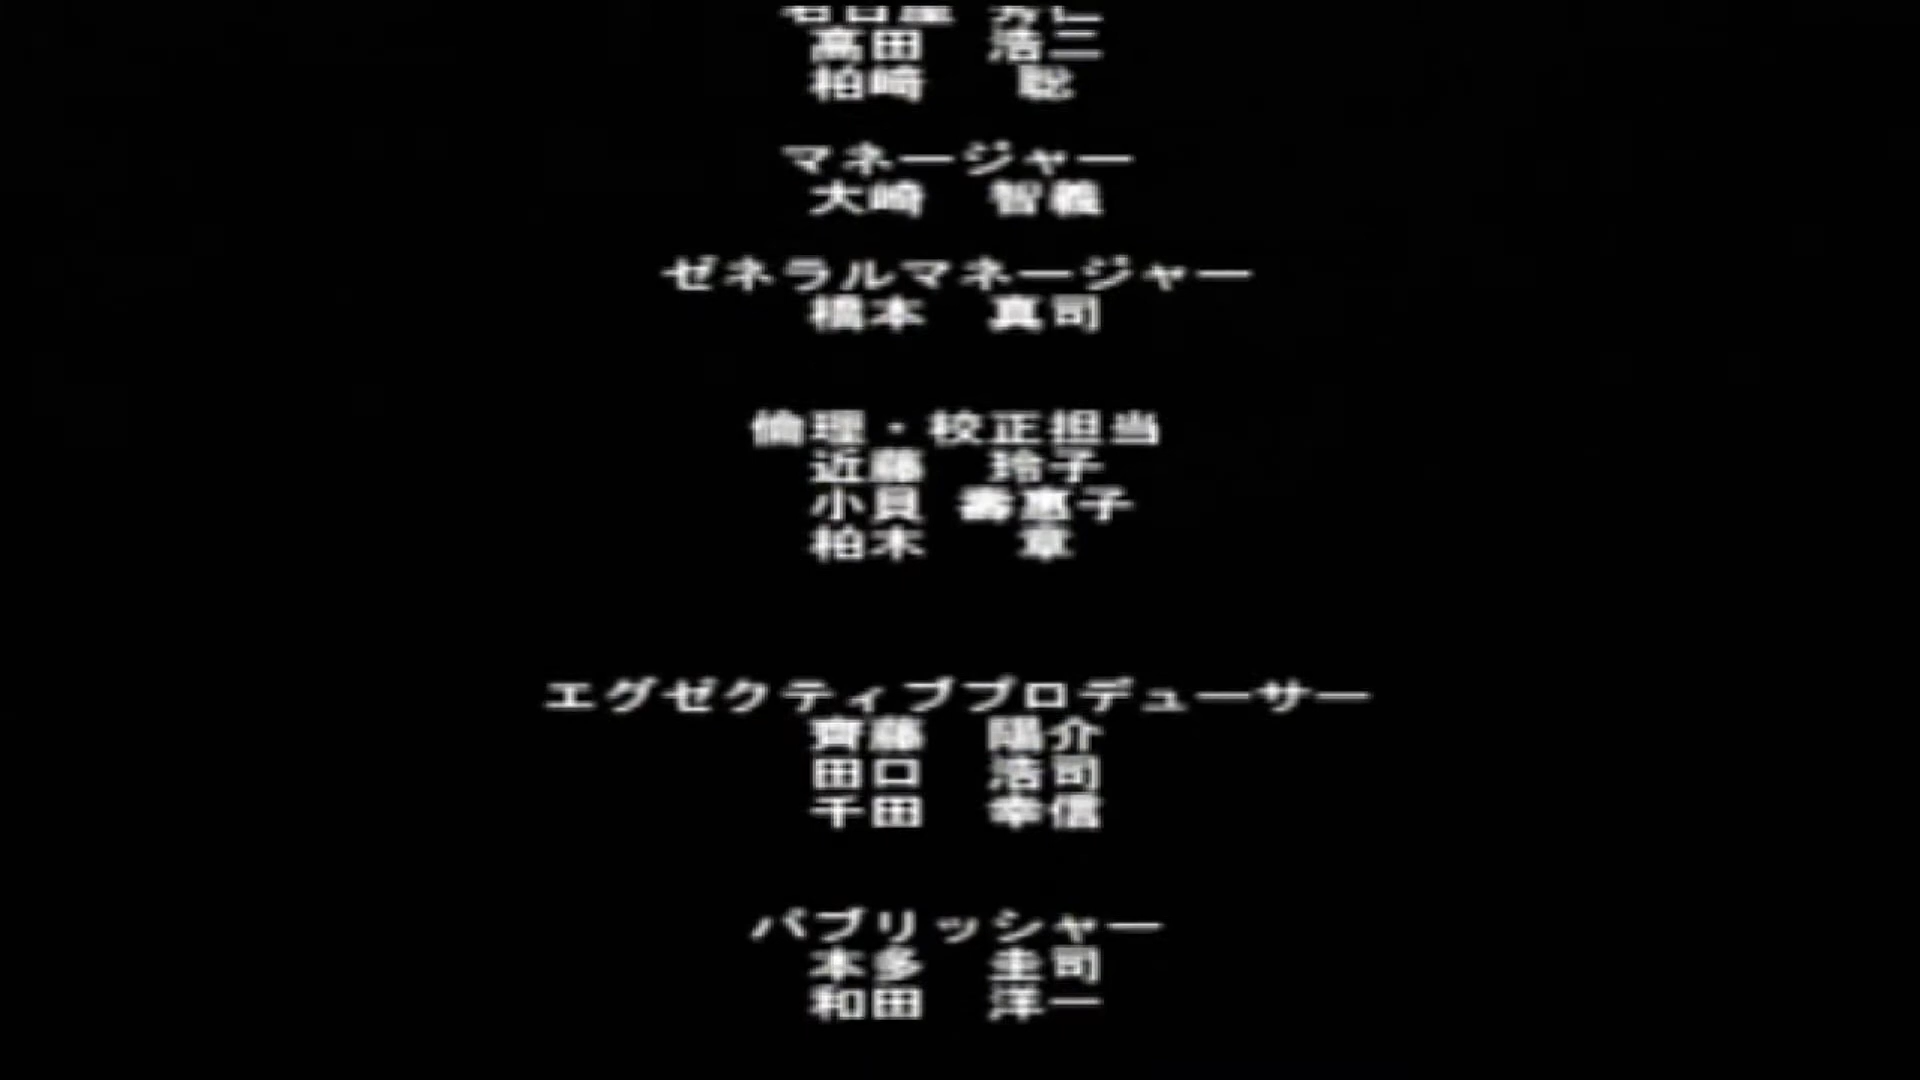 高田 浩二
柏崎 聡
マネージャー
大崎 智義
ゼネラルマネージャー
橋本 真司
倫理・校正担当
近藤 玲子
小貝 壽恵子
柏木 章
エグゼクティブプロデューサー
齊藤 陽介
田口 浩司
千田 幸信
パブリッシャー
本多 圭司
和田 洋一